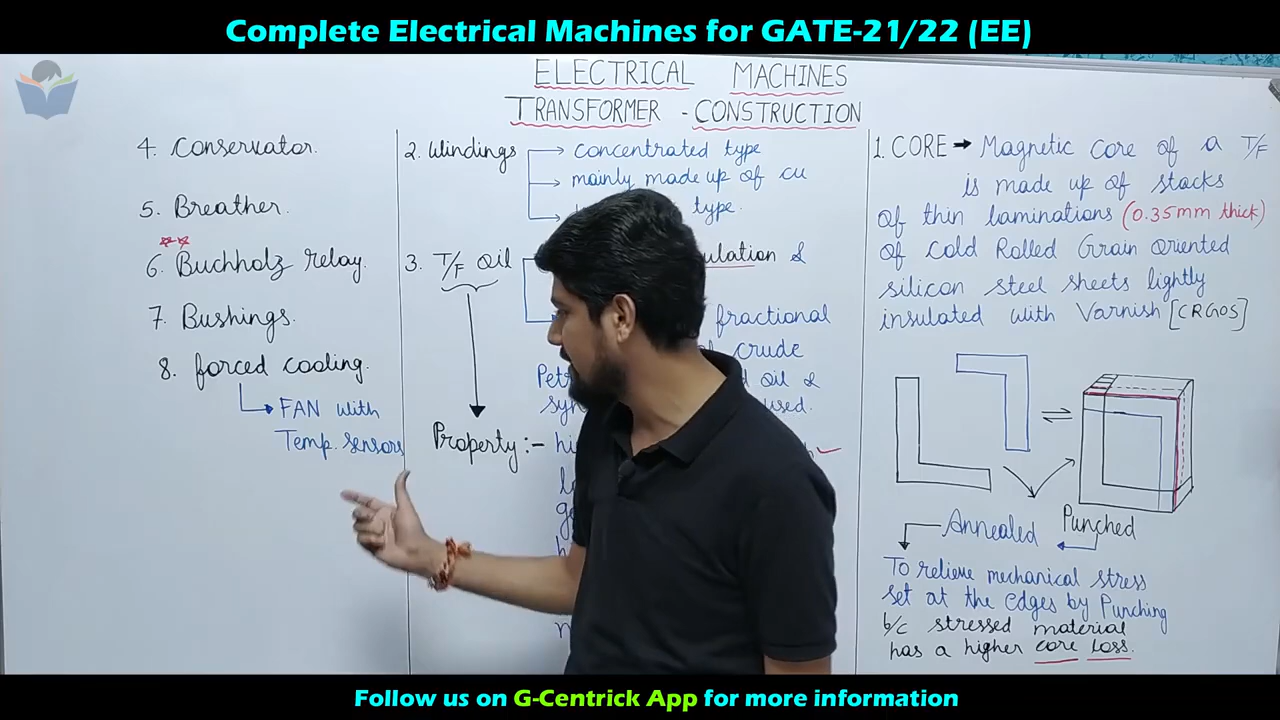 Complete Electrical Machines for GATE-21/22 (EE)
ELECTRICAL MACHINES
TRANSFORMER - CONSTRUCTION
4. Conservator.
5. Breather.
6. Buchholz relay.
7. Bushings.
8. forced cooling.
FAN with
Temp. sensors
2. Windings
concentrated type
mainly made up of cu
type.
3. T/F oil
&
fractional
of crude
oil &
used.
Property :-
1. CORE → Magnetic core of a T/F
is made up of stacks
of thin laminations (0.35mm thick)
of cold Rolled Grain oriented
silicon steel sheets lightly
insulated with Varnish [CRGOS]
Annealed
Punched
To relieve mechanical stress
set at the edges by Punching
b/c stressed material
has a higher core loss.
Follow us on G-Centrick App for more information